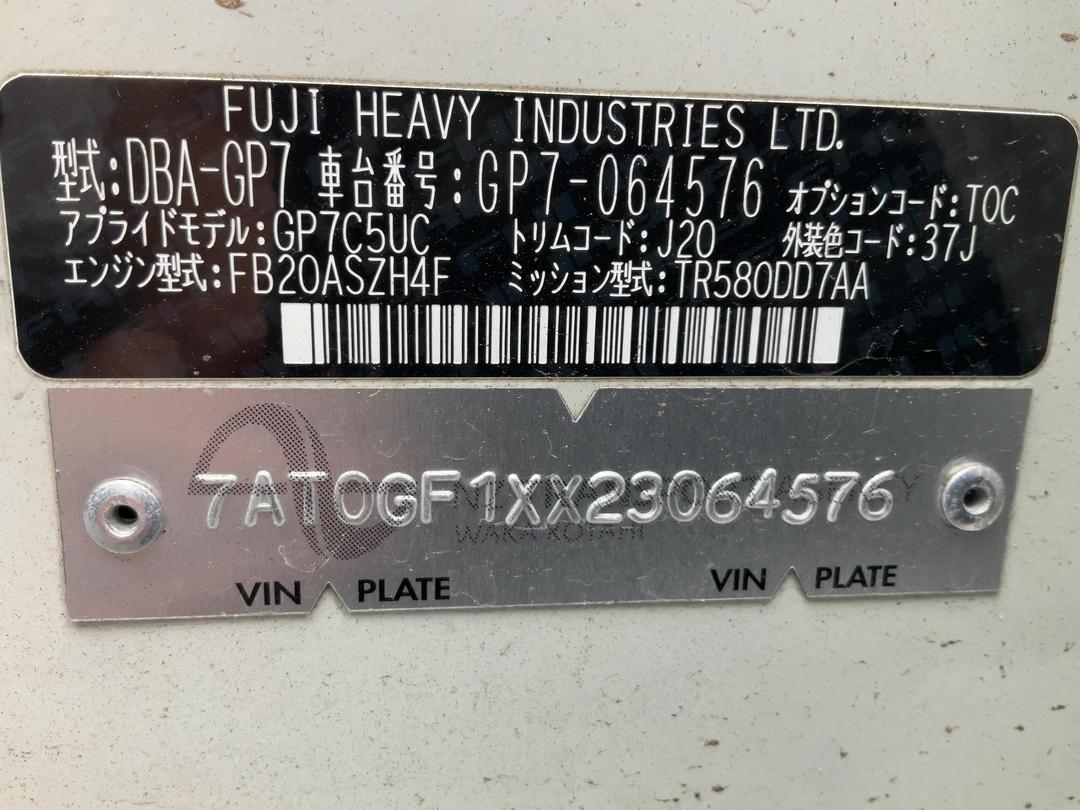 FUJI HEAVY INDUSTRIES LTD.
型式:DBA-GP7 車台番号:GP7-064576 オプションコード:TOC
アプライドモデル:GP7C5UC トリムコード:J20 外装色コード:37J
エンジン型式:FB20ASZH4F ミッション型式:TR580DD7AA
7AT0GF1XX23064576
WAKA KOTAHI
VIN PLATE VIN PLATE